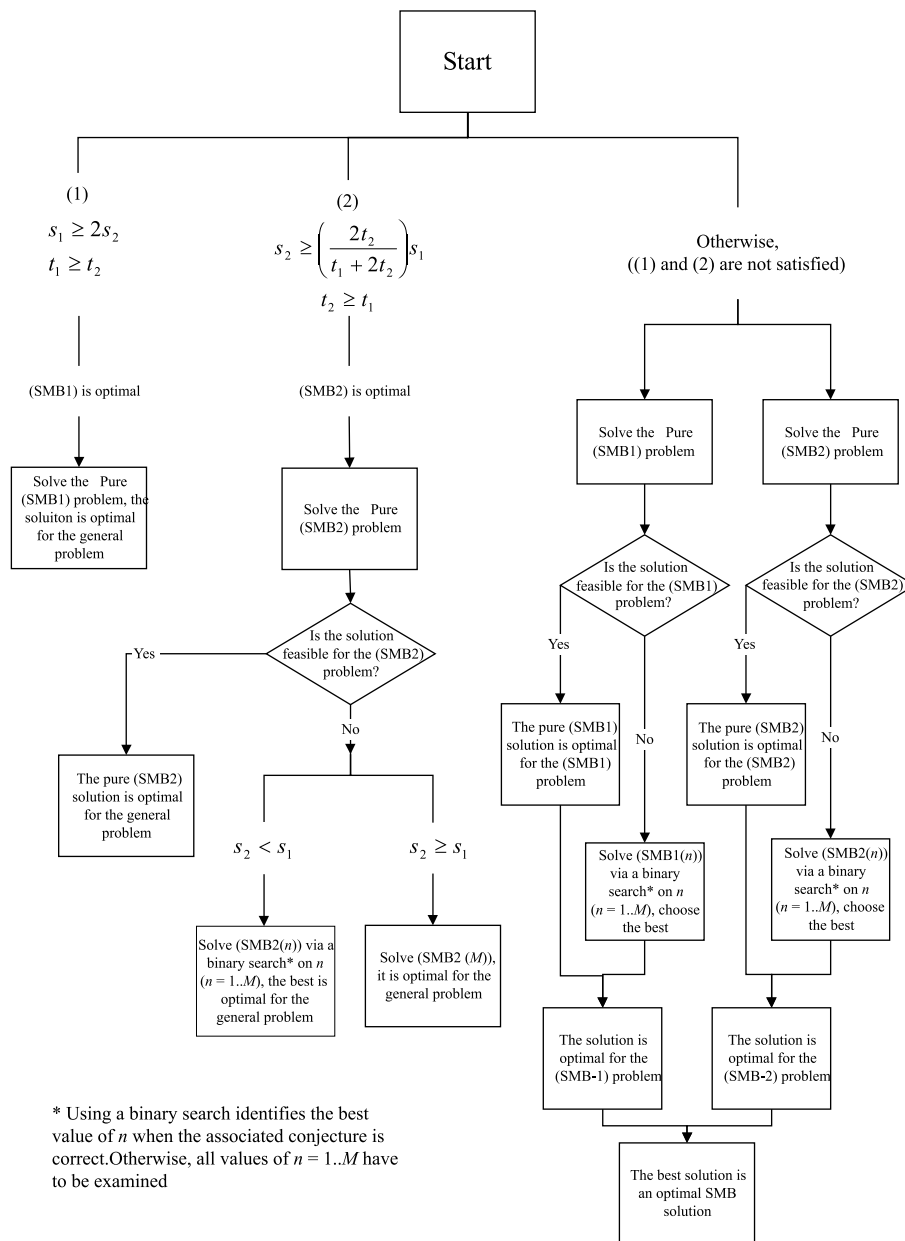 Start
(1)
s₁ ≥ 2s₂
t₁ ≥ t₂
(SMB1) is optimal
Solve the Pure
(SMB1) problem, the
soluiton is optimal
for the general
problem
(2)
s₂ ≥ (2t₂ / (t₁ + 2t₂)) s₁
t₂ ≥ t₁
(SMB2) is optimal
Solve the Pure
(SMB2) problem
Is the solution
feasible for the (SMB2)
problem?
Yes
The pure (SMB2)
solution is optimal
for the general
problem
No
s₂ < s₁
Solve (SMB2(n)) via a
binary search* on n
(n = 1..M), the best is
optimal for the
general problem
s₂ ≥ s₁
Solve (SMB2 (M)),
it is optimal for the
general problem
Otherwise,
((1) and (2) are not satisfied)
Solve the Pure
(SMB1) problem
Is the solution
feasible for the (SMB1)
problem?
Yes
The pure (SMB1)
solution is optimal
for the (SMB1)
problem
No
Solve (SMB1(n))
via a binary
search* on n
(n = 1..M), choose
the best
The solution is
optimal for the
(SMB-1) problem
Solve the Pure
(SMB2) problem
Is the solution
feasible for the (SMB2)
problem?
Yes
The pure (SMB2)
solution is optimal
for the (SMB2)
problem
No
Solve (SMB2(n))
via a binary
search* on n
(n = 1..M), choose
the best
The solution is
optimal for the
(SMB-2) problem
The best solution is
an optimal SMB
solution
* Using a binary search identifies the best
value of n when the associated conjecture is
correct.Otherwise, all values of n = 1..M have
to be examined